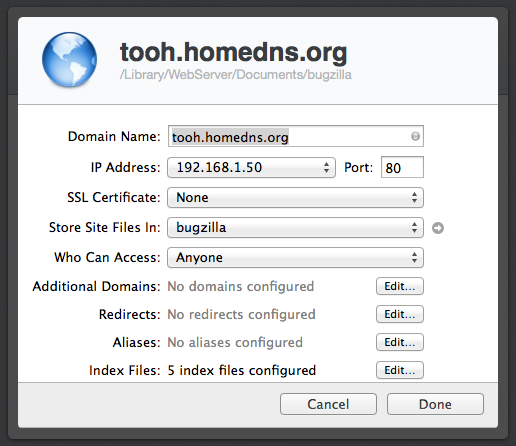 tooh.homedns.org
/Library/WebServer/Documents/bugzilla
Domain Name: tooh.homedns.org
IP Address: 192.168.1.50 Port: 80
SSL Certificate: None
Store Site Files In: bugzilla
Who Can Access: Anyone
Additional Domains: No domains configured Edit...
Redirects: No redirects configured Edit...
Aliases: No aliases configured Edit...
Index Files: 5 index files configured Edit...
Cancel Done